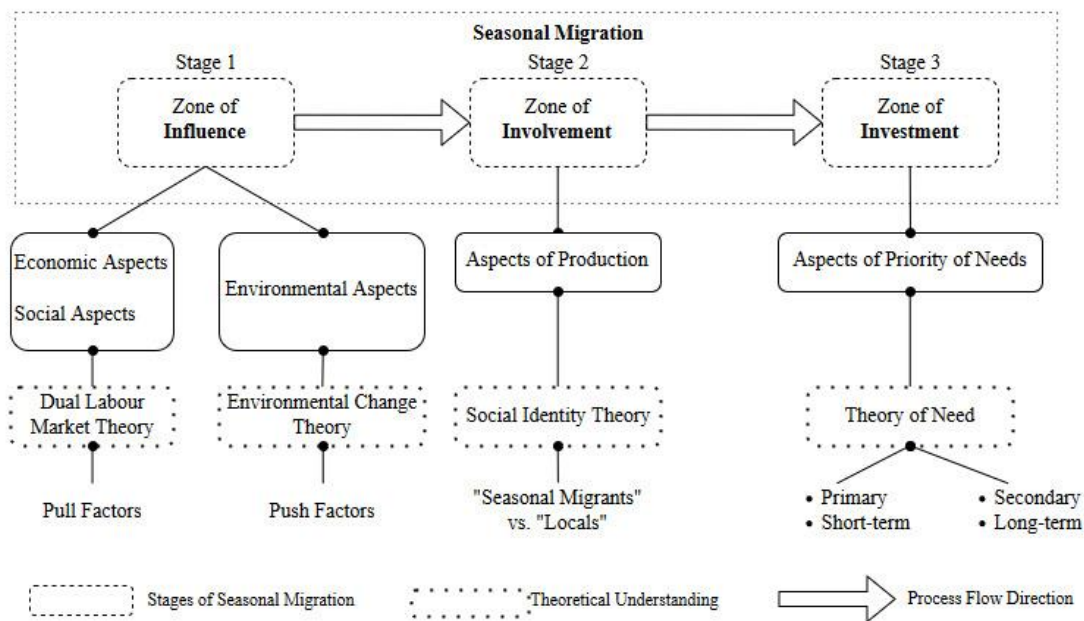 Seasonal Migration
Stage 1
Stage 2
Stage 3
Zone of
Influence
Zone of
Involvement
Zone of
Investment
Economic Aspects
Social Aspects
Environmental Aspects
Aspects of Production
Aspects of Priority of Needs
Dual Labour
Market Theory
Environmental Change
Theory
Social Identity Theory
Theory of Need
Pull Factors
Push Factors
"Seasonal Migrants"
vs. "Locals"
• Primary
• Short-term
• Secondary
• Long-term
Stages of Seasonal Migration
Theoretical Understanding
Process Flow Direction